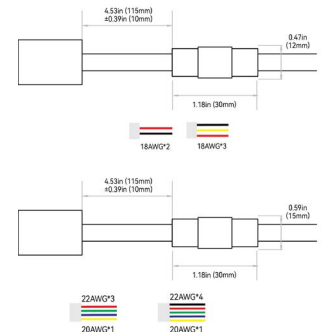 4.53in (115mm)
±0.39in (10mm)
0.47in
(12mm)
1.18in (30mm)
18AWG*2
18AWG*3
4.53in (115mm)
±0.39in (10mm)
0.59in
(15mm)
1.18in (30mm)
22AWG*3
22AWG*4
20AWG*1
20AWG*1